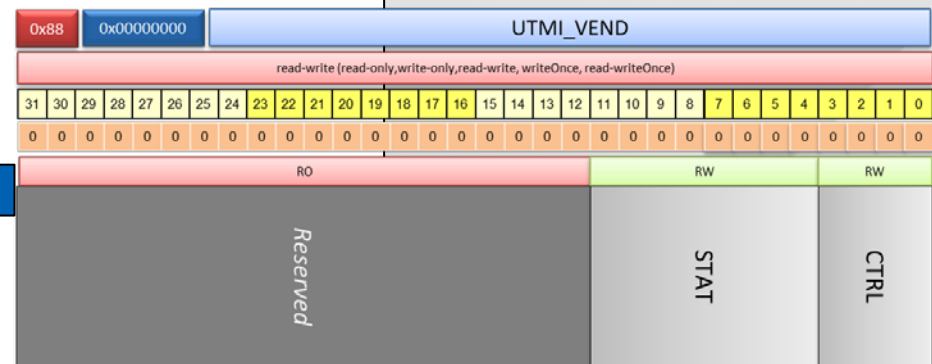 0x88 0x00000000 UTMI_VEND
read-write (read-only,write-only,read-write, writeOnce, read-writeOnce)
31 30 29 28 27 26 25 24 23 22 21 20 19 18 17 16 15 14 13 12 11 10 9 8 7 6 5 4 3 2 1 0
0 0 0 0 0 0 0 0 0 0 0 0 0 0 0 0 0 0 0 0 0 0 0 0 0 0 0 0 0 0 0 0
RO RW RW
Reserved
STAT
CTRL